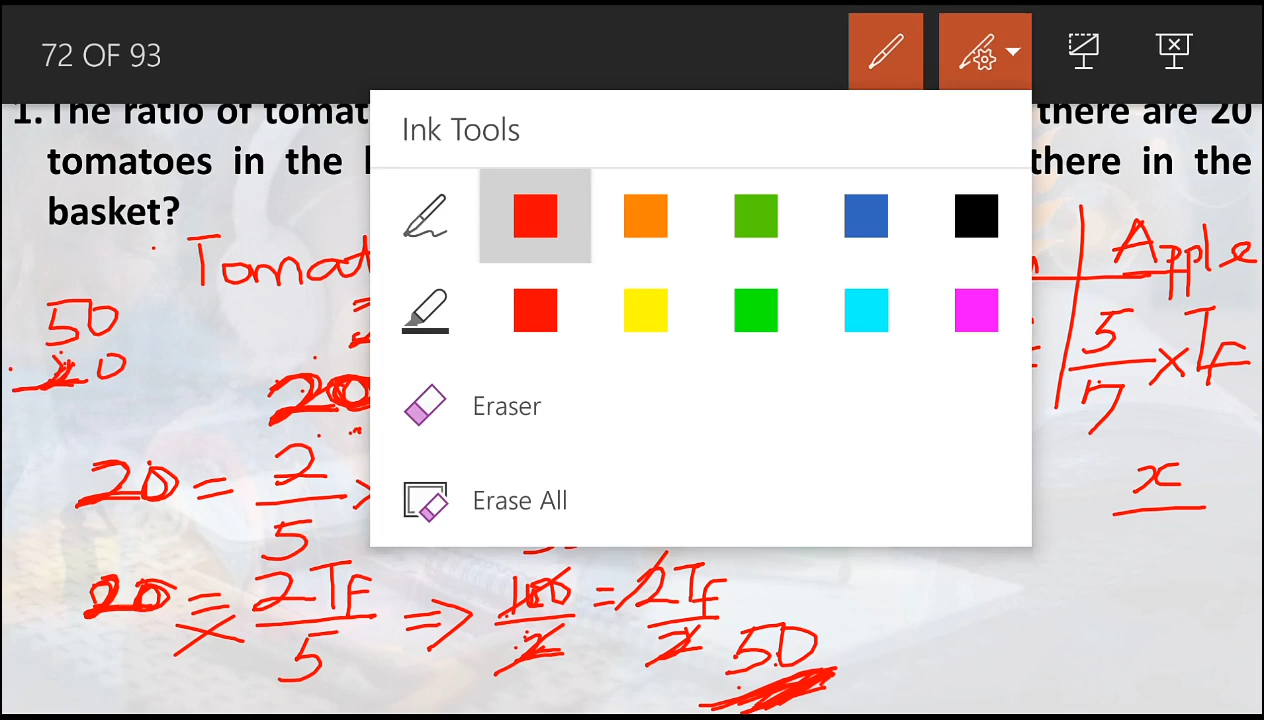 72 OF 93
1. The ratio of tomat there are 20
tomatoes in the there in the
basket?
Ink Tools
Tomat Apple
50
20
5/7 × TF
20
20 = 2/5
x
Eraser
Erase All
20 = 2TF/5 ⇒ 100/2 = 2TF/2
50